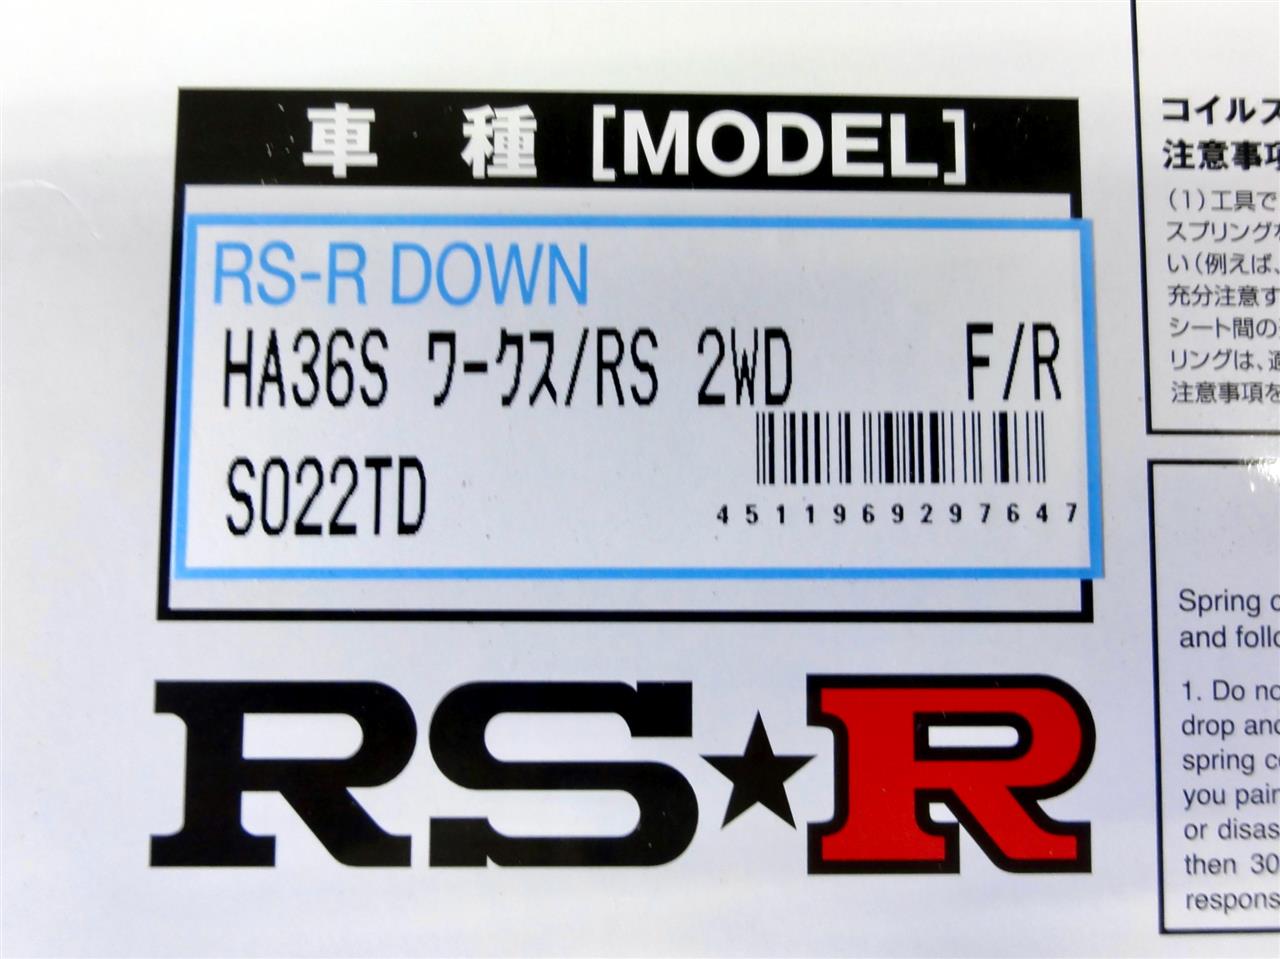 車種 [MODEL]
RS-R DOWN
HA36S ワークス/RS 2WD F/R
S022TD
4511969297647
RS★R
コイルス
注意事項
(1)工具で
スプリングを
い(例えば、
充分注意す
シート間の
リングは、適
注意事項を
Spring
and follo
1. Do no
drop and
spring co
you pain
or disas
then 30
respons